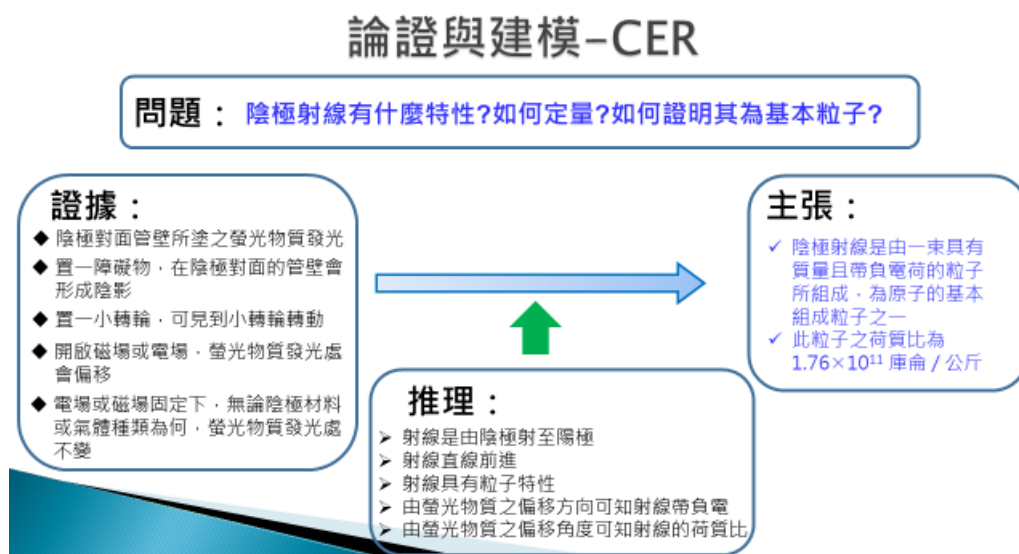 論證與建模–CER
問題：陰極射線有什麼特性?如何定量?如何證明其為基本粒子?
證據：
◆ 陰極對面管壁所塗之螢光物質發光
◆ 置一障礙物，在陰極對面的管壁會
形成陰影
◆ 置一小轉輪，可見到小轉輪轉動
◆ 開啟磁場或電場，螢光物質發光處
會偏移
◆ 電場或磁場固定下，無論陰極材料
或氣體種類為何，螢光物質發光處
不變
推理：
➢ 射線是由陰極射至陽極
➢ 射線直線前進
➢ 射線具有粒子特性
➢ 由螢光物質之偏移方向可知射線帶負電
➢ 由螢光物質之偏移角度可知射線的荷質比
主張：
✓ 陰極射線是由一束具有
質量且帶負電荷的粒子
所組成，為原子的基本
組成粒子之一
✓ 此粒子之荷質比為
1.76×10¹¹ 庫侖 / 公斤